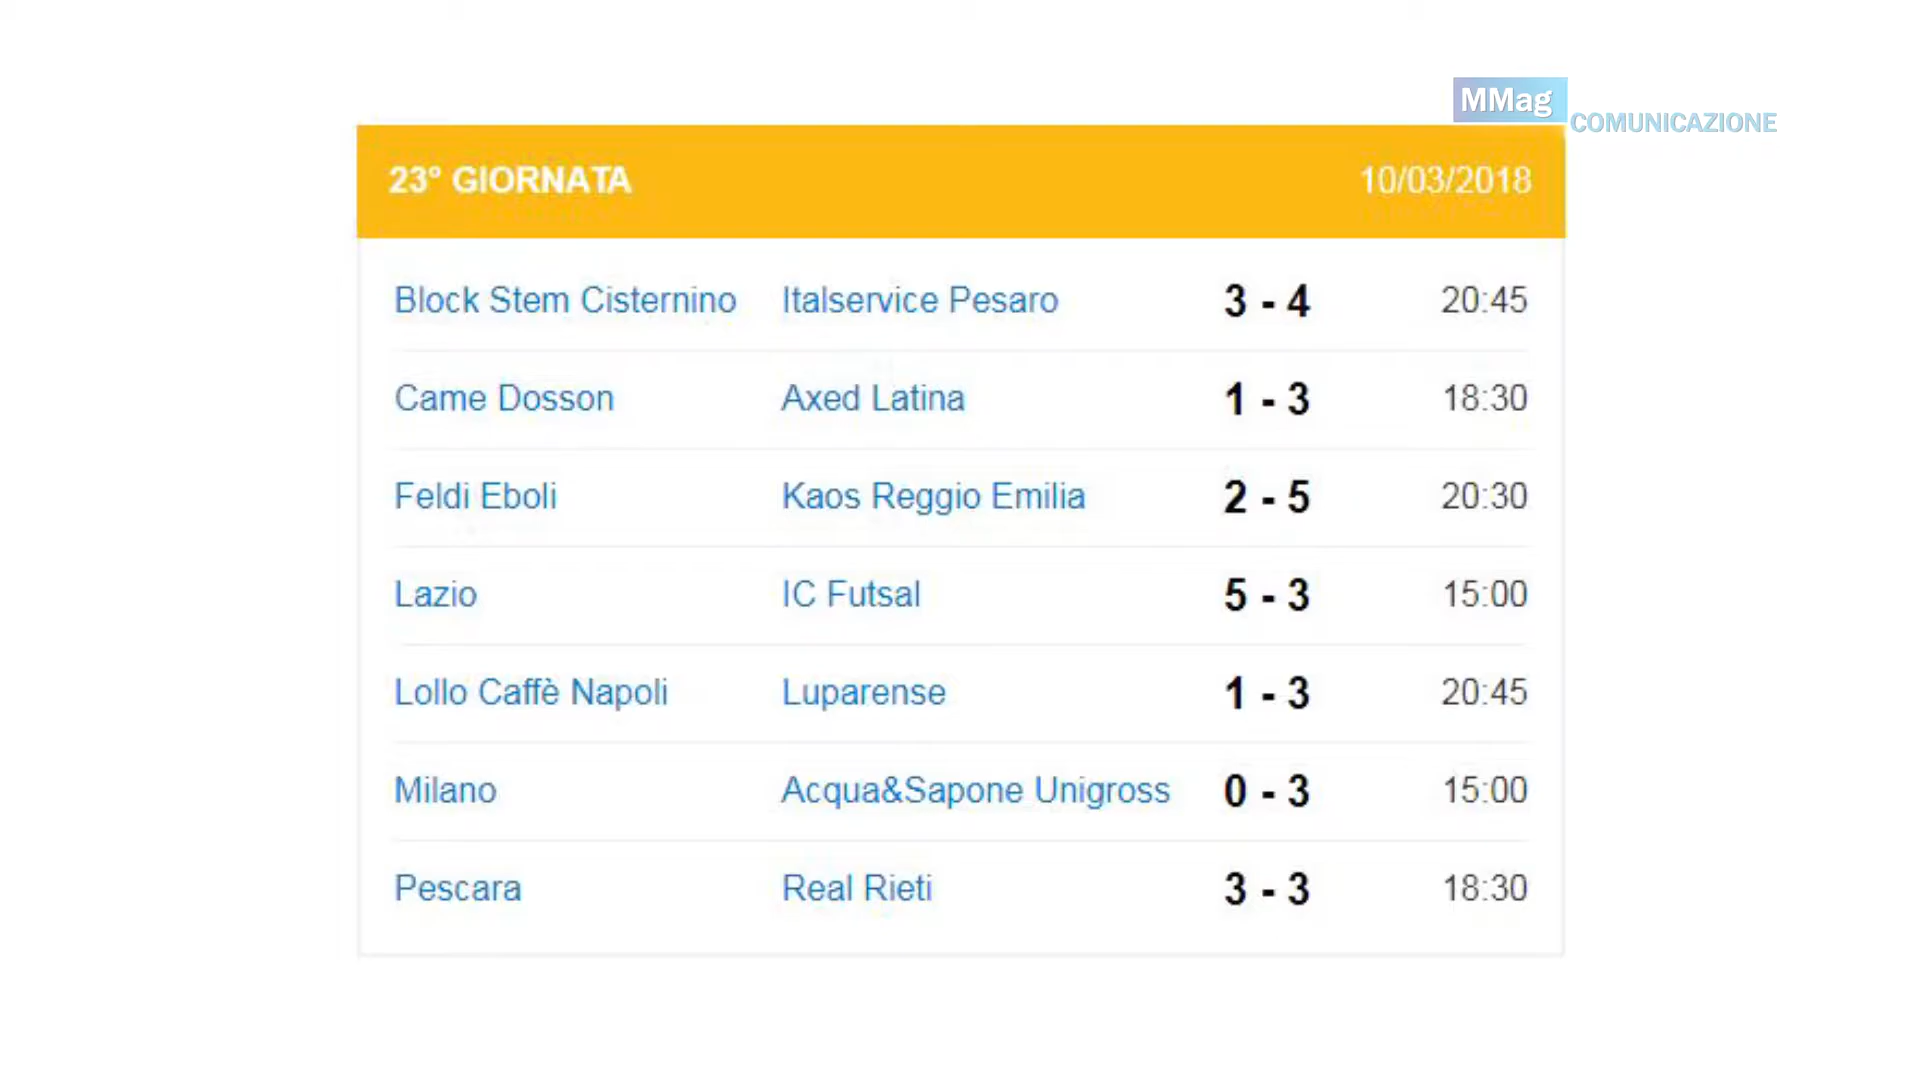 MMag
COMUNICAZIONE
23° GIORNATA 10/03/2018
Block Stem Cisternino Italservice Pesaro 3 - 4 20:45
Came Dosson Axed Latina 1 - 3 18:30
Feldi Eboli Kaos Reggio Emilia 2 - 5 20:30
Lazio IC Futsal 5 - 3 15:00
Lollo Caffè Napoli Luparense 1 - 3 20:45
Milano Acqua&Sapone Unigross 0 - 3 15:00
Pescara Real Rieti 3 - 3 18:30